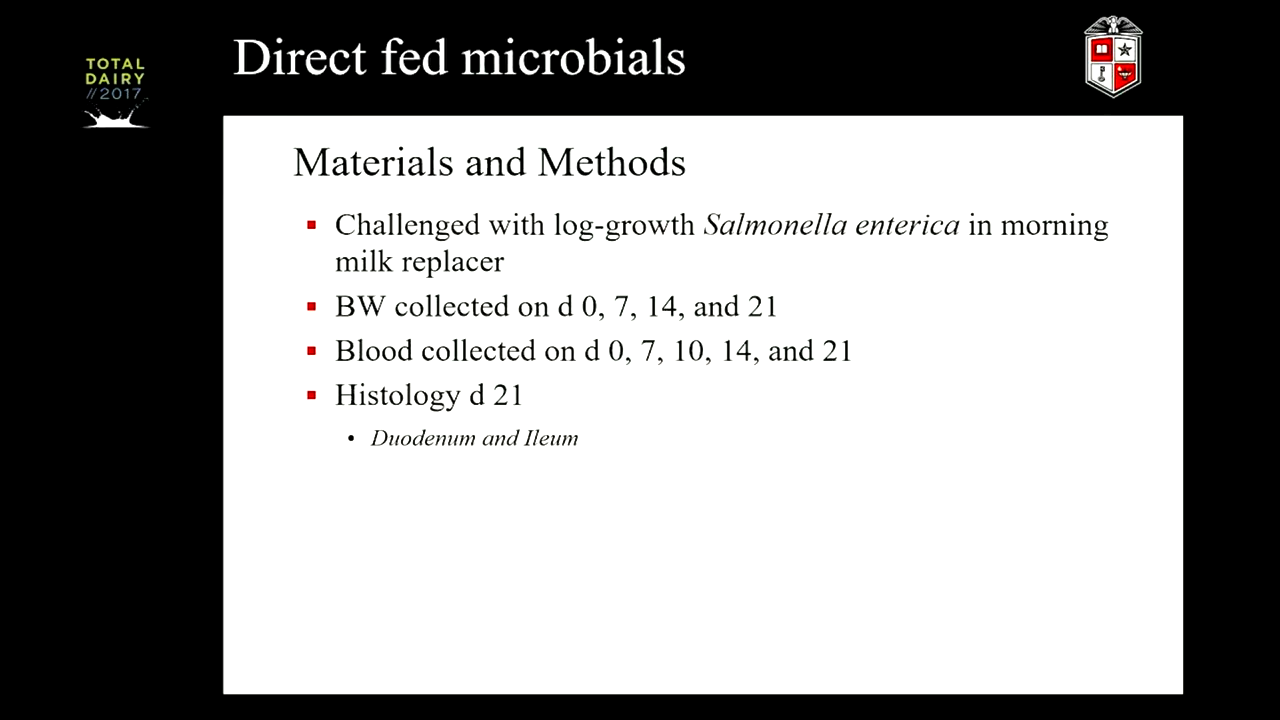 Direct fed microbials
TOTAL
DAIRY
//2017
Materials and Methods
Challenged with log-growth Salmonella enterica in morning
milk replacer
BW collected on d 0, 7, 14, and 21
Blood collected on d 0, 7, 10, 14, and 21
Histology d 21
Duodenum and Ileum